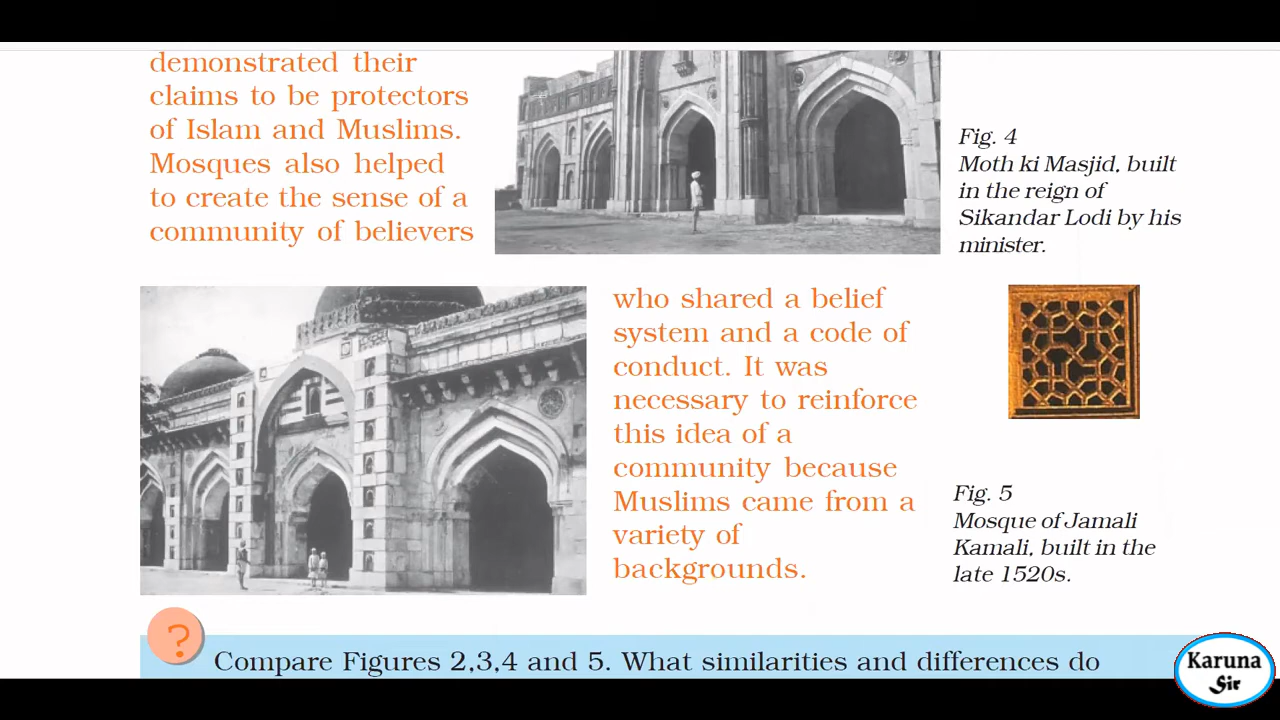 demonstrated their
claims to be protectors
of Islam and Muslims.
Mosques also helped
to create the sense of a
community of believers
Fig. 4
Moth ki Masjid, built
in the reign of
Sikandar Lodi by his
minister.
who shared a belief
system and a code of
conduct. It was
necessary to reinforce
this idea of a
community because
Muslims came from a
variety of
backgrounds.
Fig. 5
Mosque of Jamali
Kamali, built in the
late 1520s.
?
Compare Figures 2,3,4 and 5. What similarities and differences do
Karuna
Sir